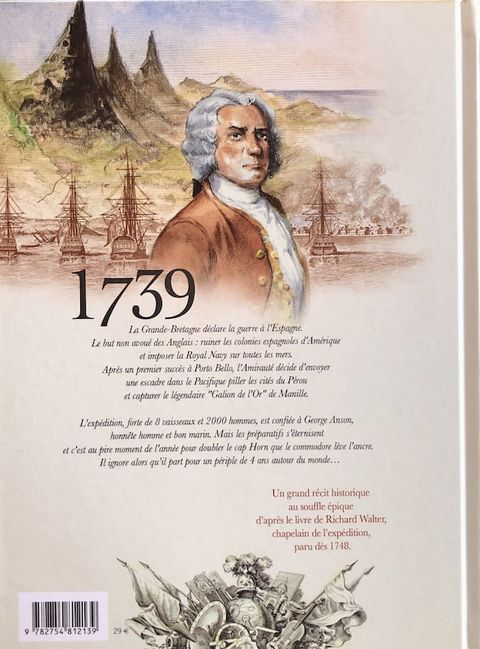 1739
La Grande-Bretagne déclare la guerre à l'Espagne.
Le but non avoué des Anglais : ruiner les colonies espagnoles d'Amérique
et imposer la Royal Navy sur toutes les mers.
Après un premier succès à Porto Bello, l'Amirauté décide d'envoyer
une escadre dans le Pacifique piller les cités du Pérou
et capturer le légendaire "Galion de l'Or" de Manille.
L'expédition, forte de 8 vaisseaux et 2000 hommes, est confiée à George Anson,
honnête homme et bon marin. Mais les préparatifs s'éternisent
et c'est au pire moment de l'année pour doubler le cap Horn que le commodore lève l'ancre.
Il ignore alors qu'il part pour un périple de 4 ans autour du monde…
Un grand récit historique
au souffle épique
d'après le livre de Richard Walter,
chapelain de l'expédition,
paru dès 1748.
9 782754 812139
29 €